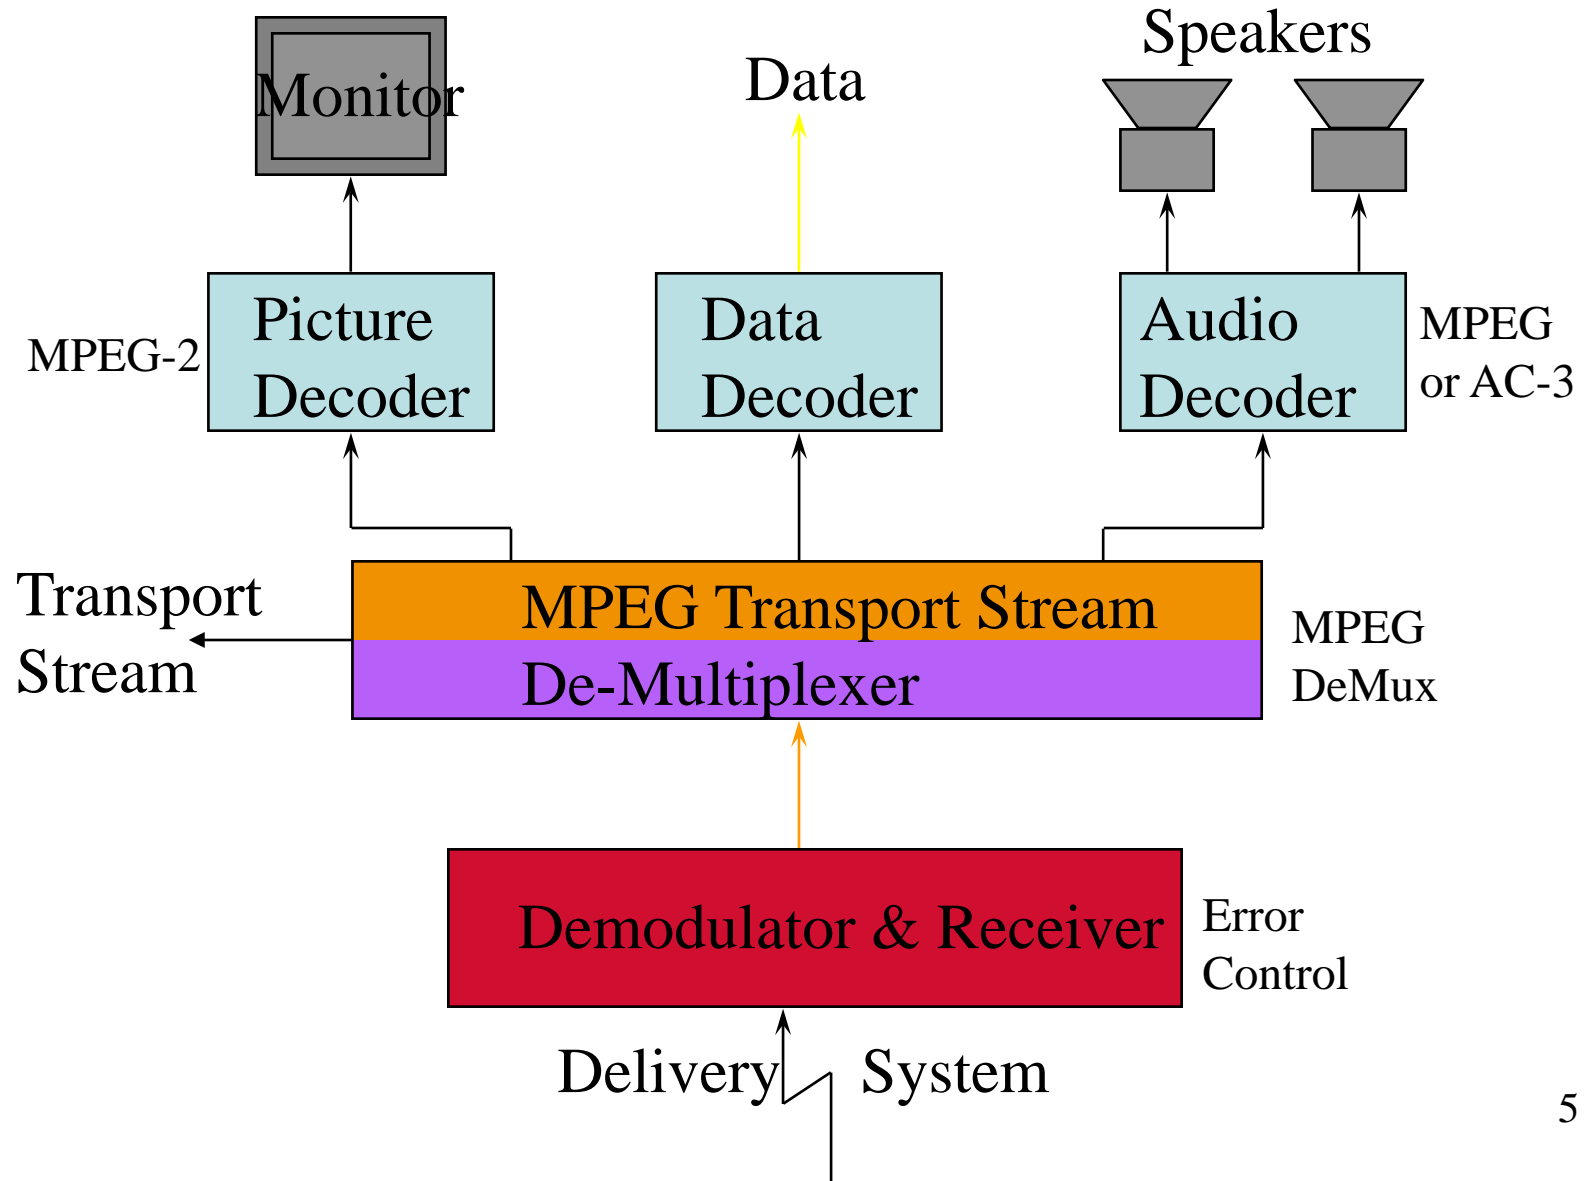 Speakers
Monitor
Data
MPEG-2
Picture
Decoder
Data
Decoder
Audio
Decoder
MPEG
or AC-3
Transport
Stream
MPEG Transport Stream
De-Multiplexer
MPEG
DeMux
Demodulator & Receiver
Error
Control
Delivery System
5